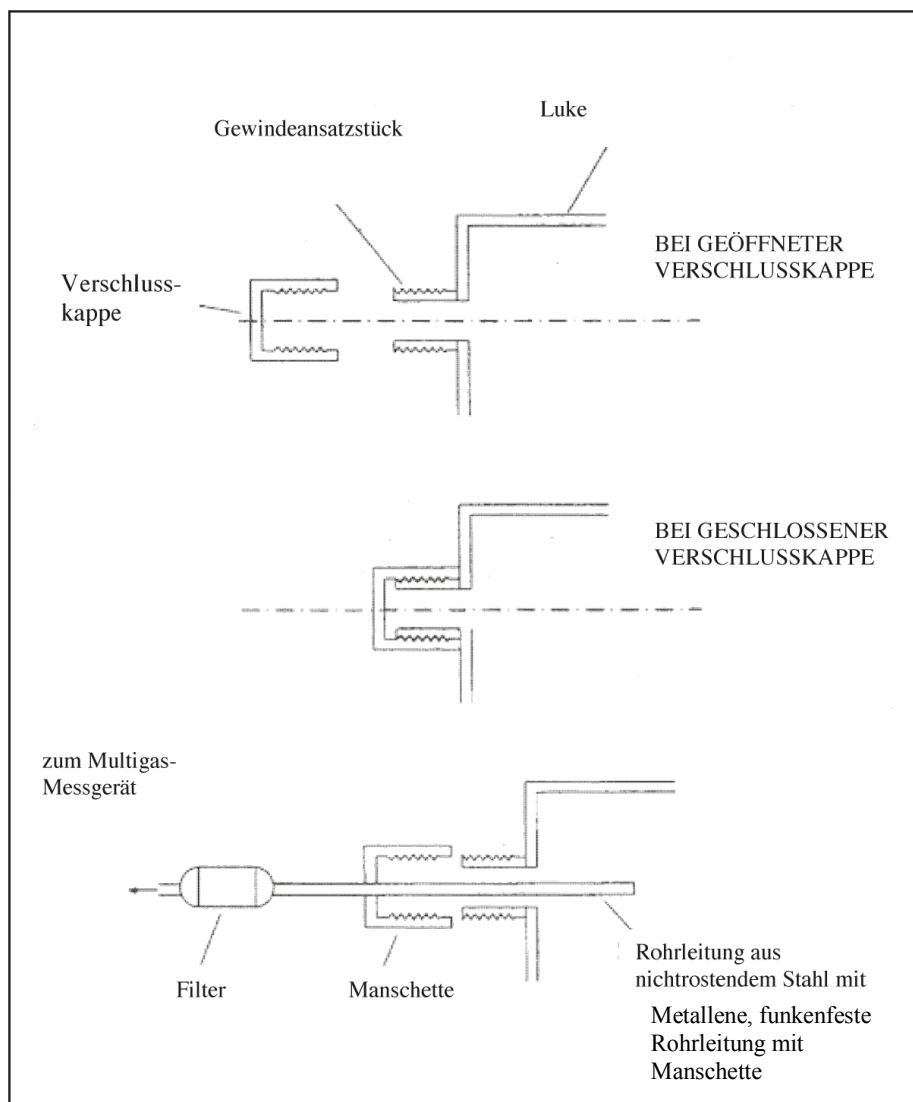 Luke
Gewindeansatzstück
BEI GEÖFFNETER
VERSCHLUSSKAPPE
Verschluss-
kappe
BEI GESCHLOSSENER
VERSCHLUSSKAPPE
zum Multigas-
Messgerät
Filter
Manschette
Rohrleitung aus
nichtrostendem Stahl mit
Metallene, funkenfeste
Rohrleitung mit
Manschette